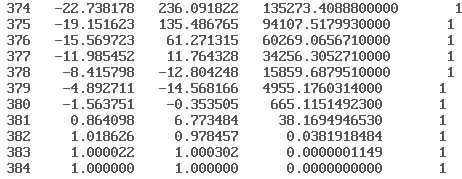 374 -22.738178 236.091822 135273.4088800000 1
375 -19.151623 135.486765 94107.5179930000 1
376 -15.569723 61.271315 60269.0656710000 1
377 -11.985452 11.764328 34256.3052710000 1
378 -8.415798 -12.804248 15859.6879510000 1
379 -4.892711 -14.568166 4955.1760314000 1
380 -1.563751 -0.353505 665.1151492300 1
381 0.864098 6.773484 38.1694946530 1
382 1.018626 0.978457 0.0381918484 1
383 1.000022 1.000302 0.0000001149 1
384 1.000000 1.000000 0.0000000000 1